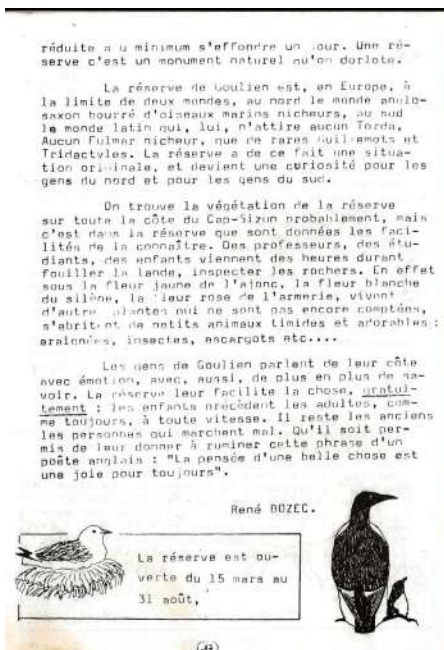 réduite a u minimum s'effondre un jour. Une ré-
serve c'est un monument naturel qu'on dorlote.
La réserve de Goulien est, en Europe, à
la limite de deux mondes, au nord le monde anglo-
saxon bourré d'oiseaux marins nicheurs, au sud
le monde latin qui, lui, n'attire aucun Torda,
Aucun Fulmar nicheur, que de rares Guillemots et
Tridactyles. La réserve a de ce fait une situa-
tion originale, et devient une curiosité pour les
gens du nord et pour les gens du sud.
On trouve la végétation de la réserve
sur toute la côte du Cap-Sizun probablement, mais
c'est dans la réserve que sont données les faci-
lités de la connaître. Des professeurs, des étu-
diants, des enfants viennent des heures durant
fouiller la lande, inspecter les rochers. En effet
sous la fleur jaune de l'ajonc, la fleur blanche
du silène, la fleur rose de l'armerie, vivent
d'autre plantes qui ne sont pas encore comptées,
s'abritent de petits animaux timides et adorables :
araignées, insectes, escargots etc....
Les gens de Goulien parlent de leur côte
avec émotion, avec, aussi, de plus en plus de sa-
voir. La réserve leur facilite la chose, gratui-
tement : les enfants précèdent les adultes, com-
me toujours, à toute vitesse. Il reste les anciens
les personnes qui marchent mal. Qu'il soit per-
mis de leur donner à ruminer cette phrase d'un
poête anglais : "La pensée d'une belle chose est
une joie pour toujours".
René BOZEC.
La réserve est ou-
verte du 15 mars au
31 août,